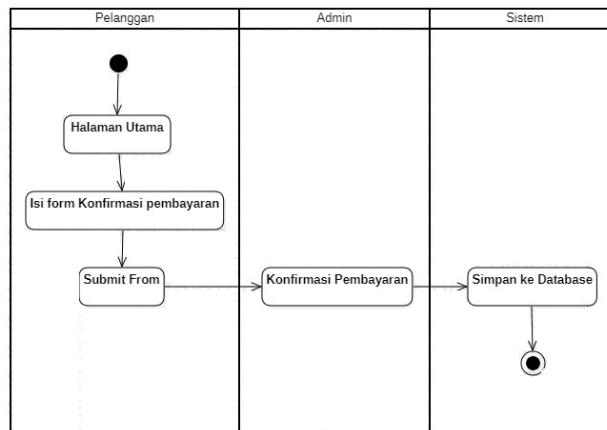 Pelanggan
Admin
Sistem
Halaman Utama
Isi form Konfirmasi pembayaran
Submit From
Konfirmasi Pembayaran
Simpan ke Database